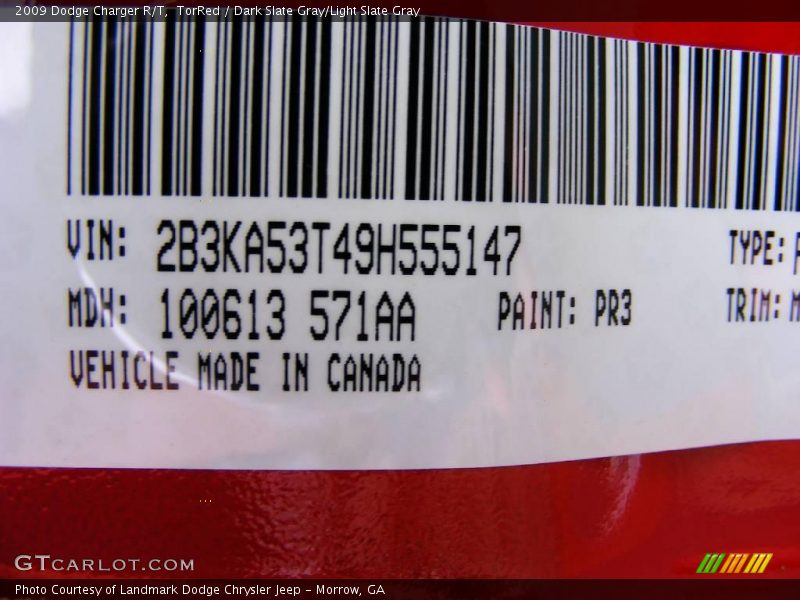 2009 Dodge Charger R/T, TorRed / Dark Slate Gray/Light Slate Gray
VIN: 2B3KA53T49H555147 TYPE:
MDH: 100613 571AA PAINT: PR3 TRIM:
VEHICLE MADE IN CANADA
GTCARLOT.COM
Photo Courtesy of Landmark Dodge Chrysler Jeep - Morrow, GA